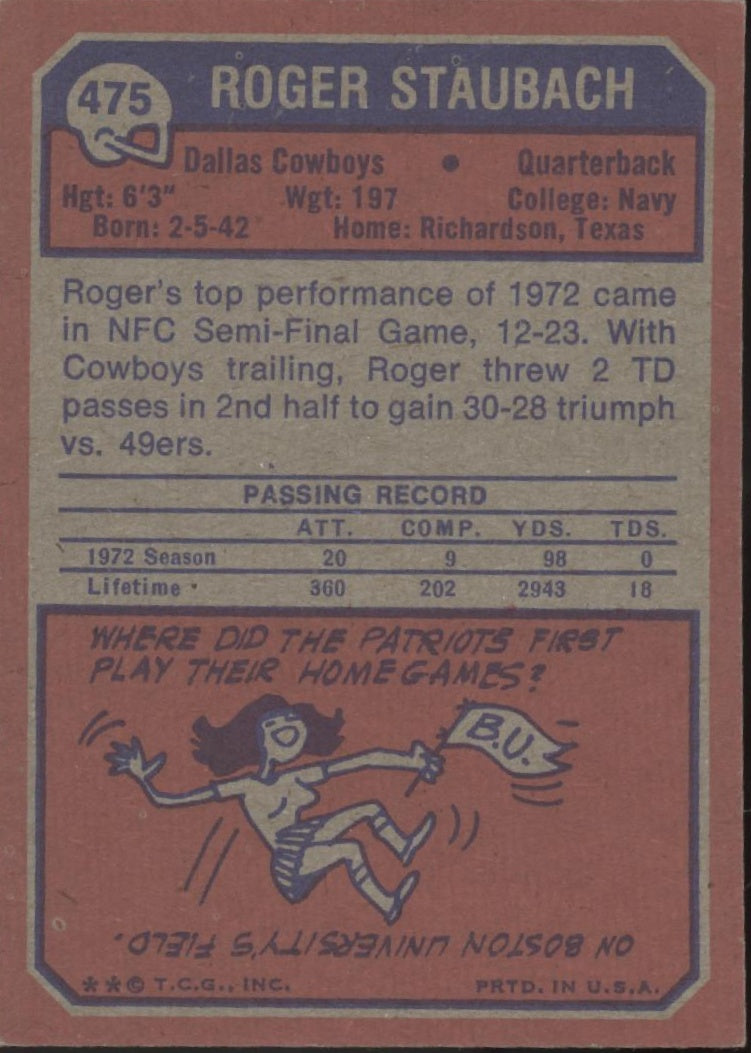 475
ROGER STAUBACH
Dallas Cowboys • Quarterback
Hgt: 6'3" Wgt: 197 College: Navy
Born: 2-5-42 Home: Richardson, Texas
Roger's top performance of 1972 came
in NFC Semi-Final Game, 12-23. With
Cowboys trailing, Roger threw 2 TD
passes in 2nd half to gain 30-28 triumph
vs. 49ers.
PASSING RECORD
ATT. COMP. YDS. TDS.
1972 Season 20 9 98 0
Lifetime 360 202 2943 18
WHERE DID THE PATRIOTS FIRST
PLAY THEIR HOME GAMES?
B.U.
ON BOSTON UNIVERSITY'S FIELD.
**© T.C.G., INC. PRTD. IN U.S.A.